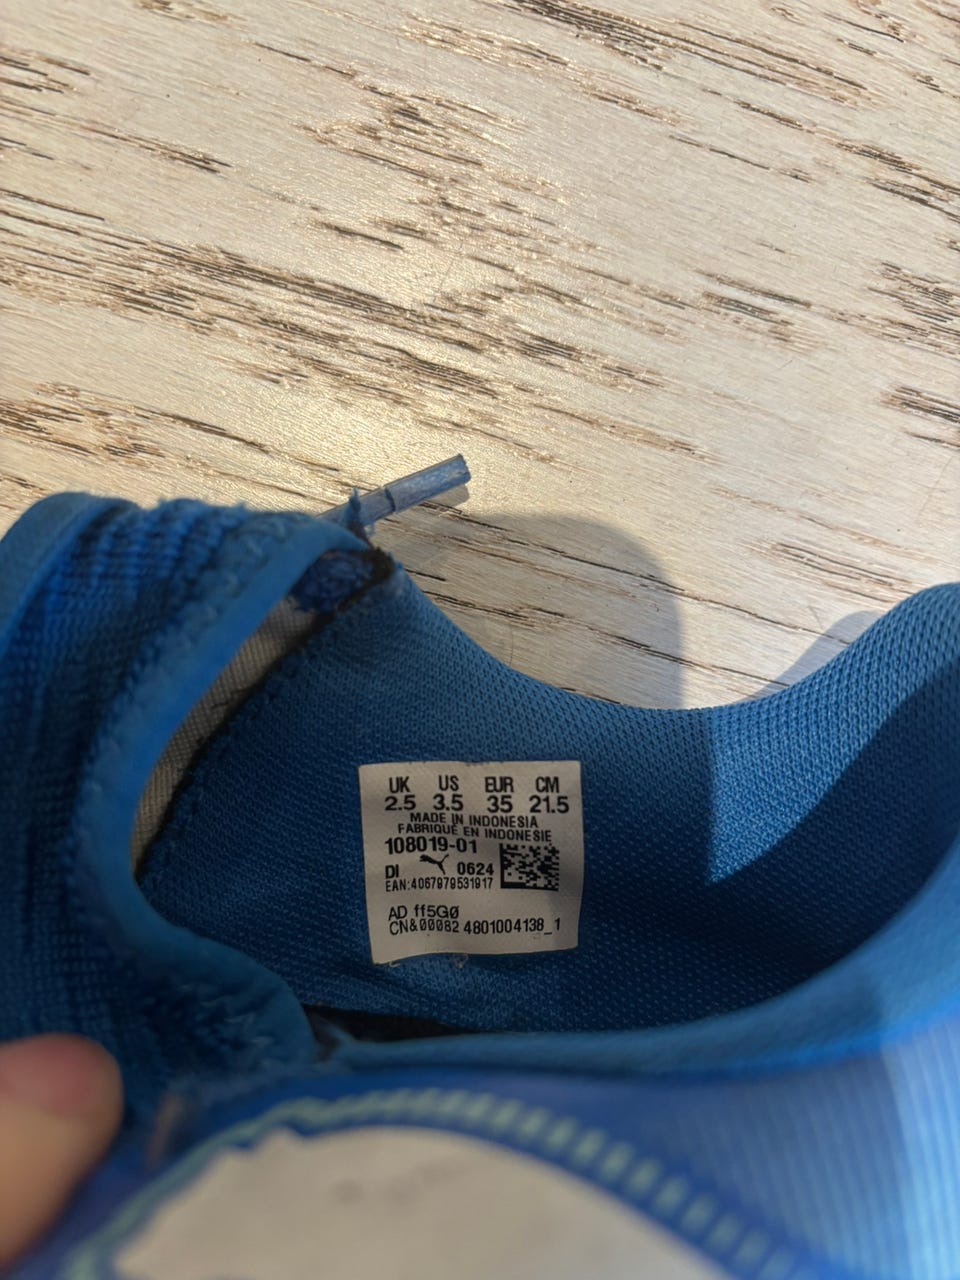 UK US EUR CM
2.5 3.5 35 21.5
MADE IN INDONESIA
FABRIQUÉ EN INDONESIE
108019-01
DI 0624
EAN:4067979531917
AD ff5G0
CN&00082 4801004138_1